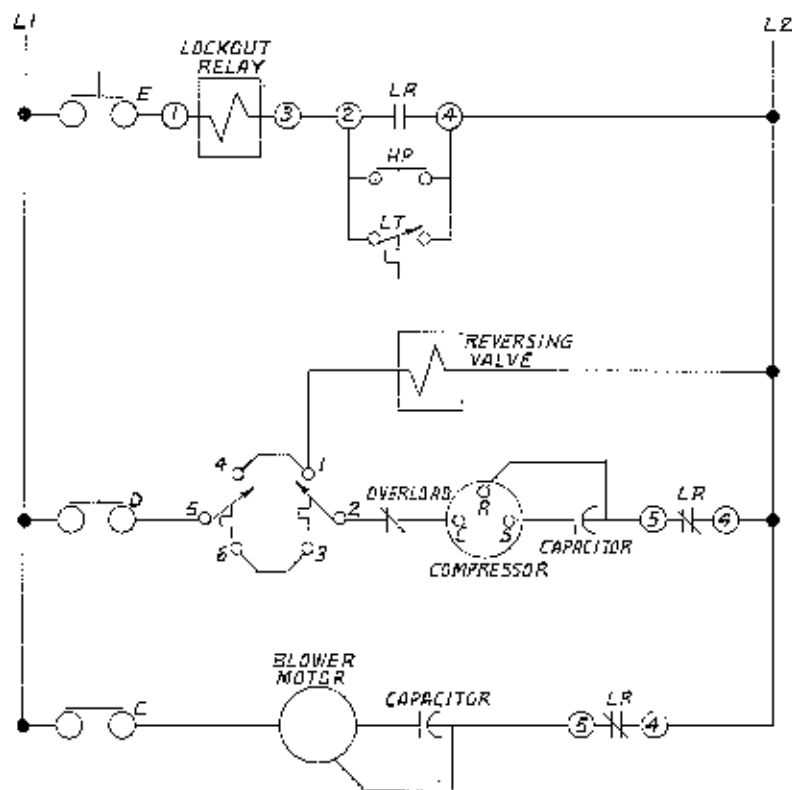 L1
L2
LOCKOUT
RELAY
E
1
3
2
LR
4
HP
LT
REVERSING
VALVE
4
1
D
5
2
OVERLOAD
R
C
S
5
LR
4
6
3
CAPACITOR
COMPRESSOR
BLOWER
MOTOR
C
CAPACITOR
5
LR
4